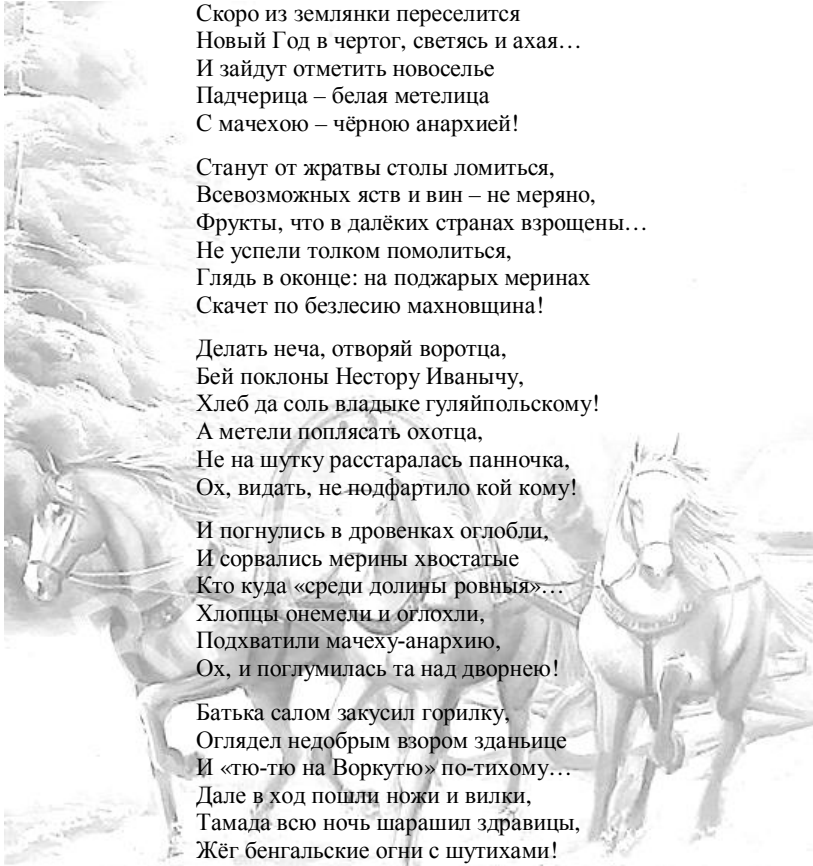 Скоро из землянки переселится
Новый Год в чертог, светясь и ахая…
И зайдут отметить новоселье
Падчерица – белая метелица
С мачехою – чёрною анархией!
Станут от жратвы столы ломиться,
Всевозможных яств и вин – не меряно,
Фрукты, что в далёких странах взрощены…
Не успели толком помолиться,
Глядь в оконце: на поджарых меринах
Скачет по безлесию махновщина!
Делать неча, отворяй воротца,
Бей поклоны Нестору Иванычу,
Хлеб да соль владыке гуляйпольскому!
А метели поплясать охотца,
Не на шутку расстаралась панночка,
Ох, видать, не подфартило кой кому!
И погнулись в дровенках оглобли,
И сорвались мерины хвостатые
Кто куда «среди долины ровныя»…
Хлопцы онемели и оглохли,
Подхватили мачеху-анархию,
Ох, и поглумилась та над дворнею!
Батька салом закусил горилку,
Оглядел недобрым взором зданьице
И «тю-тю на Воркутю» по-тихому…
Дале в ход пошли ножи и вилки,
Тамада всю ночь шарашил здравицы,
Жёг бенгальские огни с шутихами!